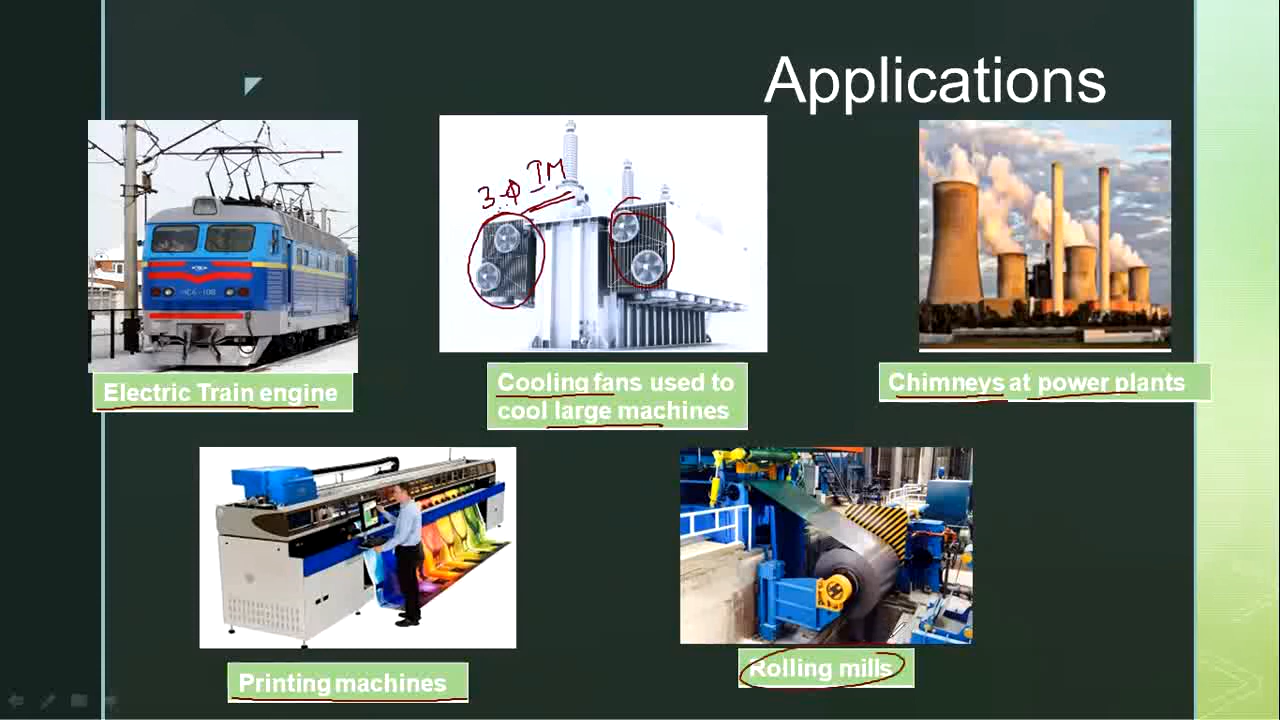 Applications
3-Φ IM
Electric Train engine
Cooling fans used to
cool large machines
Chimneys at power plants
Printing machines
Rolling mills